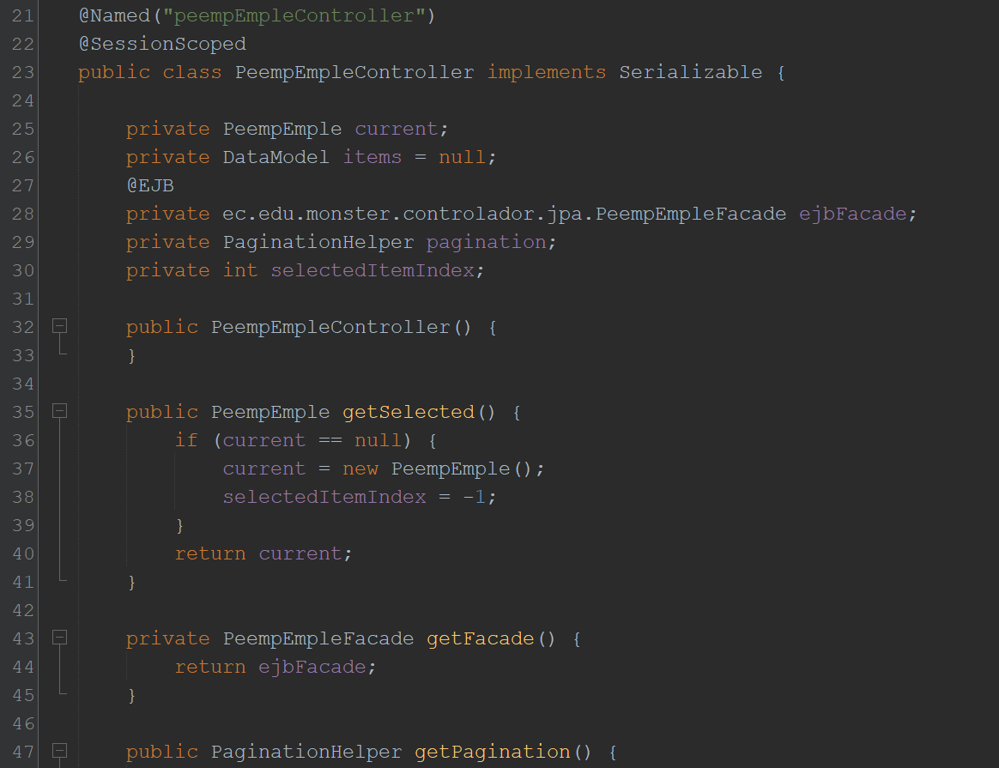 21 @Named("peempEmpleController")
22 @SessionScoped
23 public class PeempEmpleController implements Serializable {
24
25 private PeempEmple current;
26 private DataModel items = null;
27 @EJB
28 private ec.edu.monster.controlador.jpa.PeempEmpleFacade ejbFacade;
29 private PaginationHelper pagination;
30 private int selectedItemIndex;
31
32 public PeempEmpleController() {
33 }
34
35 public PeempEmple getSelected() {
36 if (current == null) {
37 current = new PeempEmple();
38 selectedItemIndex = -1;
39 }
40 return current;
41 }
42
43 private PeempEmpleFacade getFacade() {
44 return ejbFacade;
45 }
46
47 public PaginationHelper getPagination() {